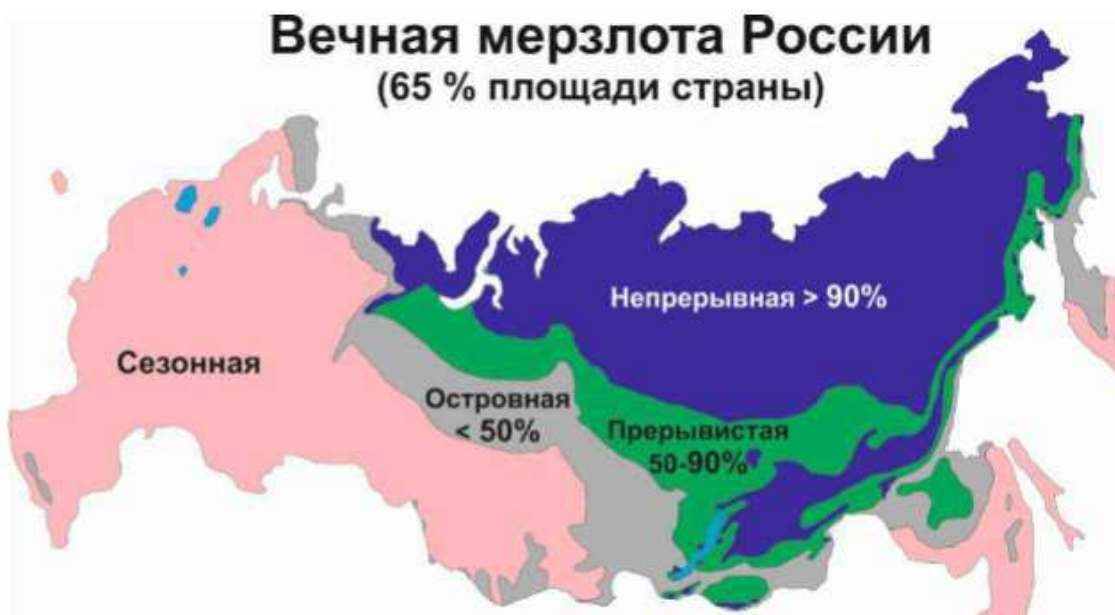 Вечная мерзлота России
(65 % площади страны)
Непрерывная > 90%
Сезонная
Островная
< 50%
Прерывистая
50-90%